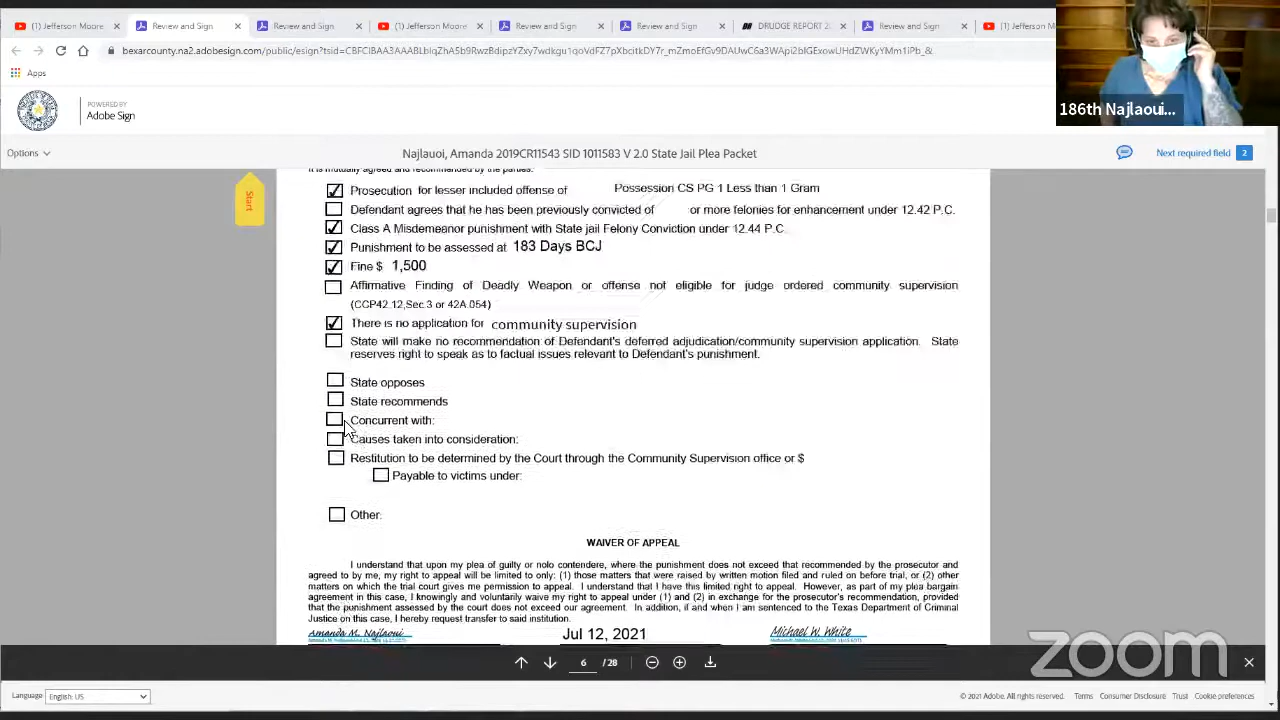 (1) Jefferson Moore
Review and Sign
Review and Sign
(1) Jefferson Moore
Review and Sign
Review and Sign
DRUDGE REPORT 2
Review and Sign
(1) Jefferson M
Apps
POWERED BY
Adobe Sign
186th Najlaoui...
Options
Najlauoi, Amanda 2019CR11543 SID 1011583 V 2.0 State Jail Plea Packet
Next required field 2
Start
It is mutually agreed and recommended by the parties:
Prosecution for lesser included offense of Possession CS PG 1 Less than 1 Gram
Defendant agrees that he has been previously convicted of or more felonies for enhancement under 12.42 P.C.
Class A Misdemeanor punishment with State jail Felony Conviction under 12.44 P.C.
Punishment to be assessed at 183 Days BCJ
Fine $ 1,500
Affirmative Finding of Deadly Weapon or offense not eligible for judge ordered community supervision
(CCP42.12,Sec.3 or 42A.054)
There is no application for community supervision
State will make no recommendation of Defendant's deferred adjudication/community supervision application. State
reserves right to speak as to factual issues relevant to Defendant's punishment.
State opposes
State recommends
Concurrent with:
Causes taken into consideration:
Restitution to be determined by the Court through the Community Supervision office or $
Payable to victims under:
Other:
WAIVER OF APPEAL
I understand that upon my plea of guilty or nolo contendere, where the punishment does not exceed that recommended by the prosecutor and
agreed to by me, my right to appeal will be limited to only: (1) those matters that were raised by written motion filed and ruled on before trial, or (2) other
matters on which the trial court gives me permission to appeal. I understand that I have this limited right to appeal. However, as part of my plea bargain
agreement in this case, I knowingly and voluntarily waive my right to appeal under (1) and (2) in exchange for the prosecutor's recommendation, provided
that the punishment assessed by the court does not exceed our agreement. In addition, if and when I am sentenced to the Texas Department of Criminal
Justice on this case, I hereby request transfer to said institution.
Amanda M. Najlaoui Jul 12, 2021 Michael W. White
6 / 28
zoom
Language English: US
© 2021 Adobe. All rights reserved. Terms Consumer Disclosure Trust Cookie preferences